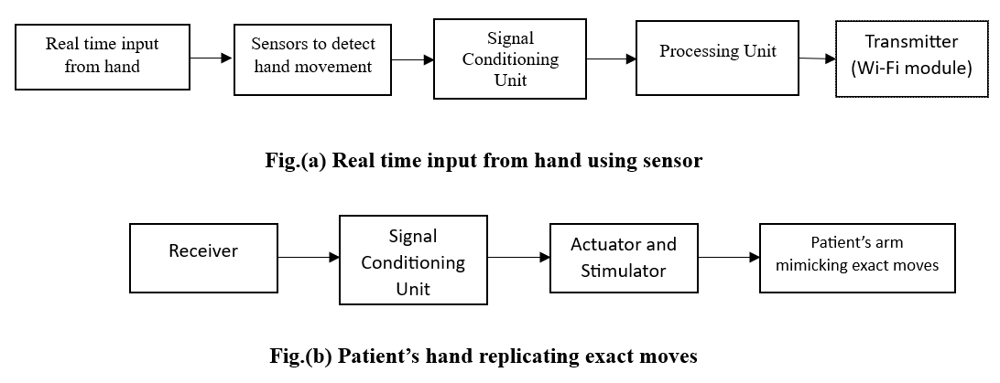 Real time input
from hand
Sensors to detect
hand movement
Signal
Conditioning
Unit
Processing Unit
Transmitter
(Wi-Fi module)
Fig.(a) Real time input from hand using sensor
Receiver
Signal
Conditioning
Unit
Actuator and
Stimulator
Patient’s arm
mimicking exact moves
Fig.(b) Patient’s hand replicating exact moves